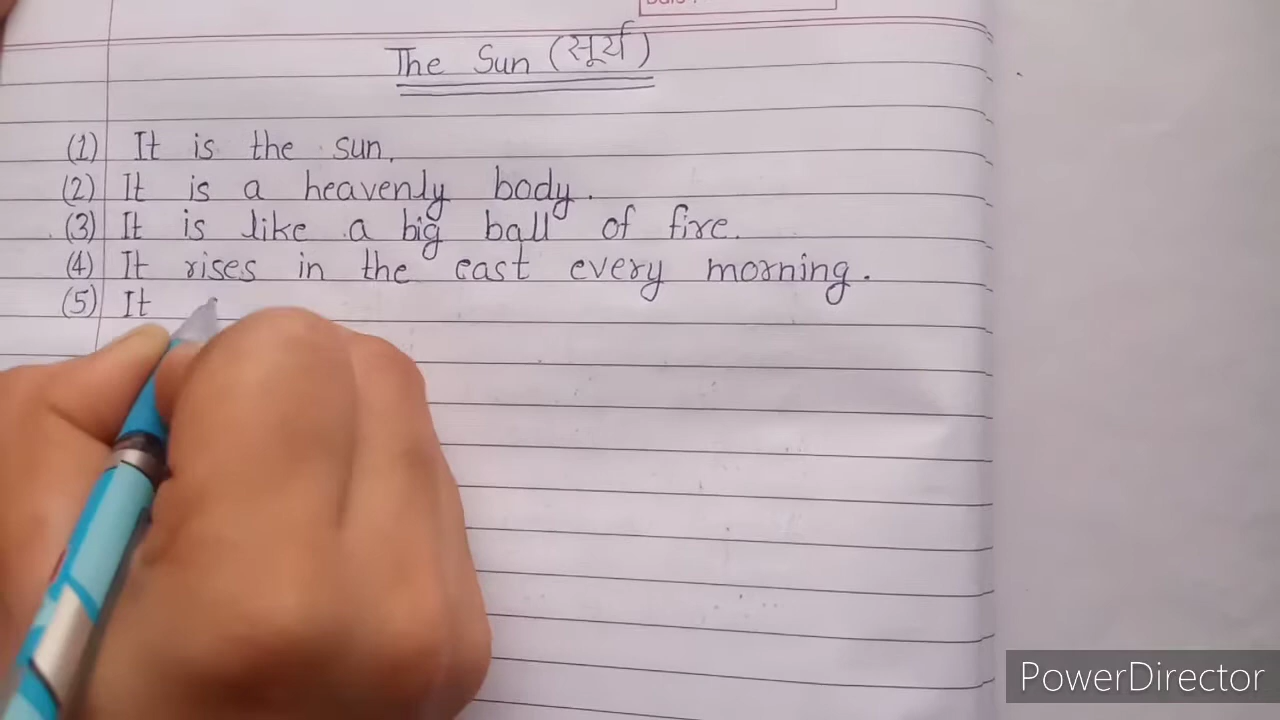 The Sun (सूर्य)
(1) It is the sun.
(2) It is a heavenly body.
(3) It is like a big ball of fire.
(4) It rises in the east every morning.
(5) It
PowerDirector